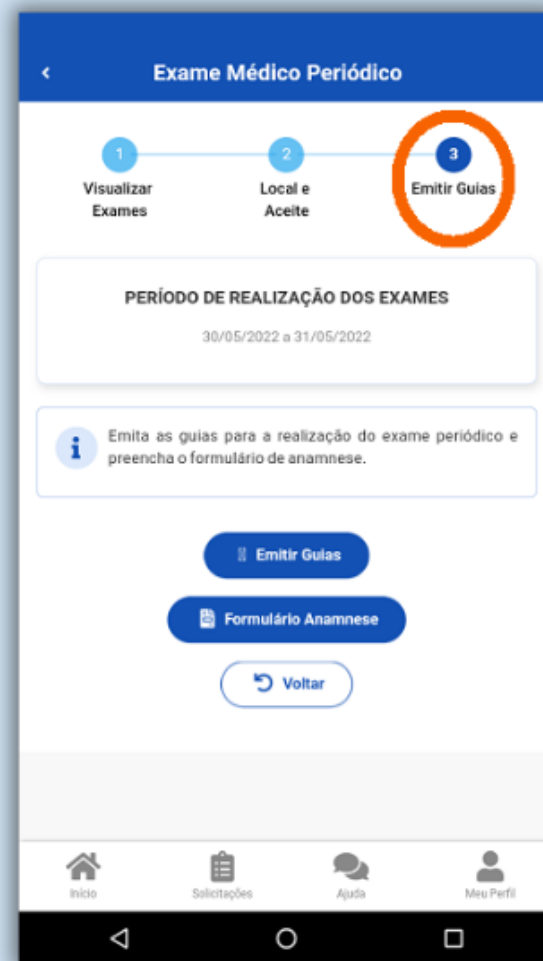 Exame Médico Periódico
1
2
3
Visualizar
Exames
Local e
Aceite
Emitir Guias
PERÍODO DE REALIZAÇÃO DOS EXAMES
30/05/2022 a 31/05/2022
Emita as guias para a realização do exame periódico e
preencha o formulário de anamnese.
Emitir Guias
Formulário Anamnese
Voltar
Início
Solicitações
Ajuda
Meu Perfil